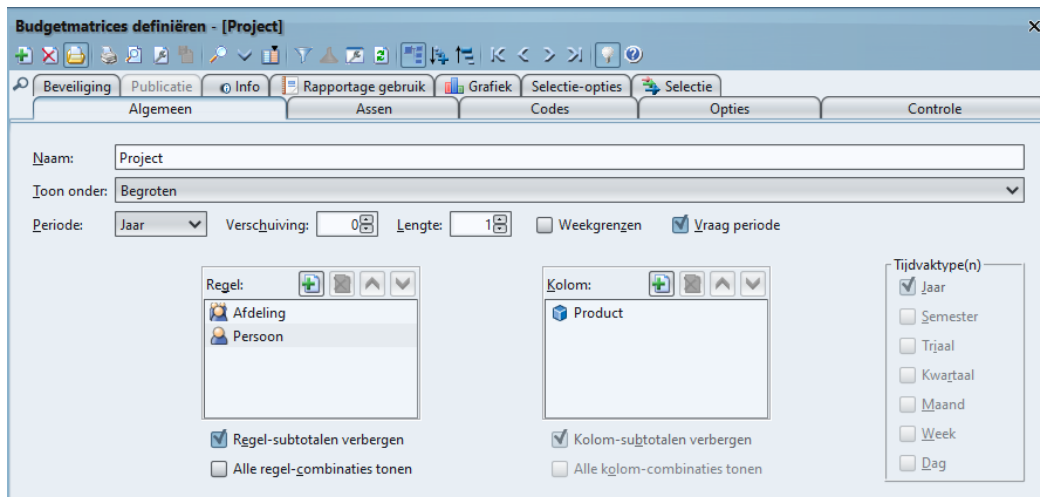 Budgetmatrices definiëren - [Project]
Beveiliging Publicatie Info Rapportage gebruik Grafiek Selectie-opties Selectie
Algemeen Assen Codes Opties Controle
Naam: Project
Toon onder: Begroten
Periode: Jaar Verschuiving: 0 Lengte: 1 Weekgrenzen Vraag periode
Regel:
Afdeling
Persoon
Regel-subtotalen verbergen
Alle regel-combinaties tonen
Kolom:
Product
Kolom-subtotalen verbergen
Alle kolom-combinaties tonen
Tijdvaktype(n)
Jaar
Semester
Triaal
Kwartaal
Maand
Week
Dag